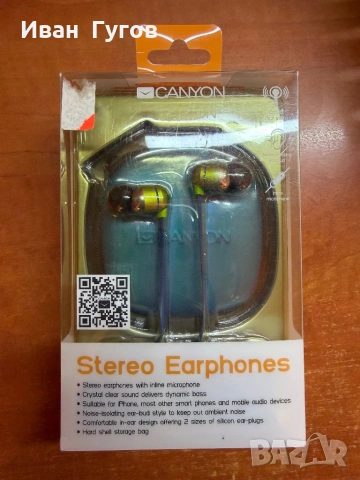 Иван Гугов
CANYON
CANYON
Stereo Earphones
• Stereo earphones with inline microphone
• Crystal clear sound delivers dynamic bass
• Suitable for iPhone, most other smart phones and mobile audio devices
• Noise-isolating ear-bud style to keep out ambient noise
• Comfortable in-ear design offering 2 sizes of silicon ear-plugs
• Hard shell storage bag
BAZAR